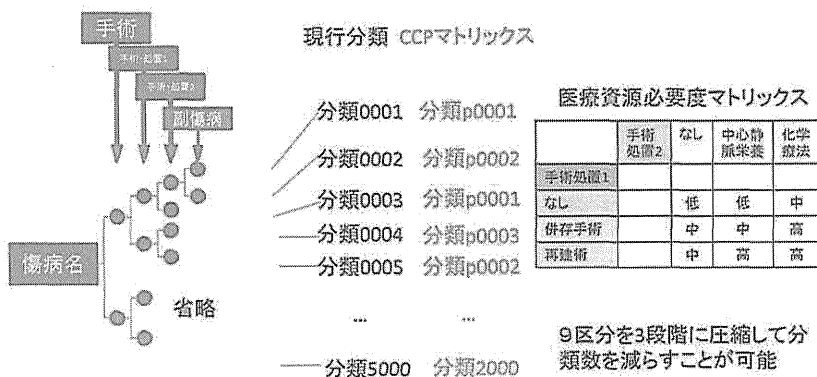 手術
手術・処置1
手術・処置2
副傷病
傷病名
省略
現行分類 CCPマトリックス
分類0001 分類p0001
分類0002 分類p0002
分類0003 分類p0001
分類0004 分類p0003
分類0005 分類p0002
… …
分類5000 分類2000
医療資源必要度マトリックス
手術処置2 なし 中心静脈栄養 化学療法
手術処置1
なし 低 低 中
併存手術 中 中 高
再建術 中 高 高
9区分を3段階に圧縮して分
類数を減らすことが可能